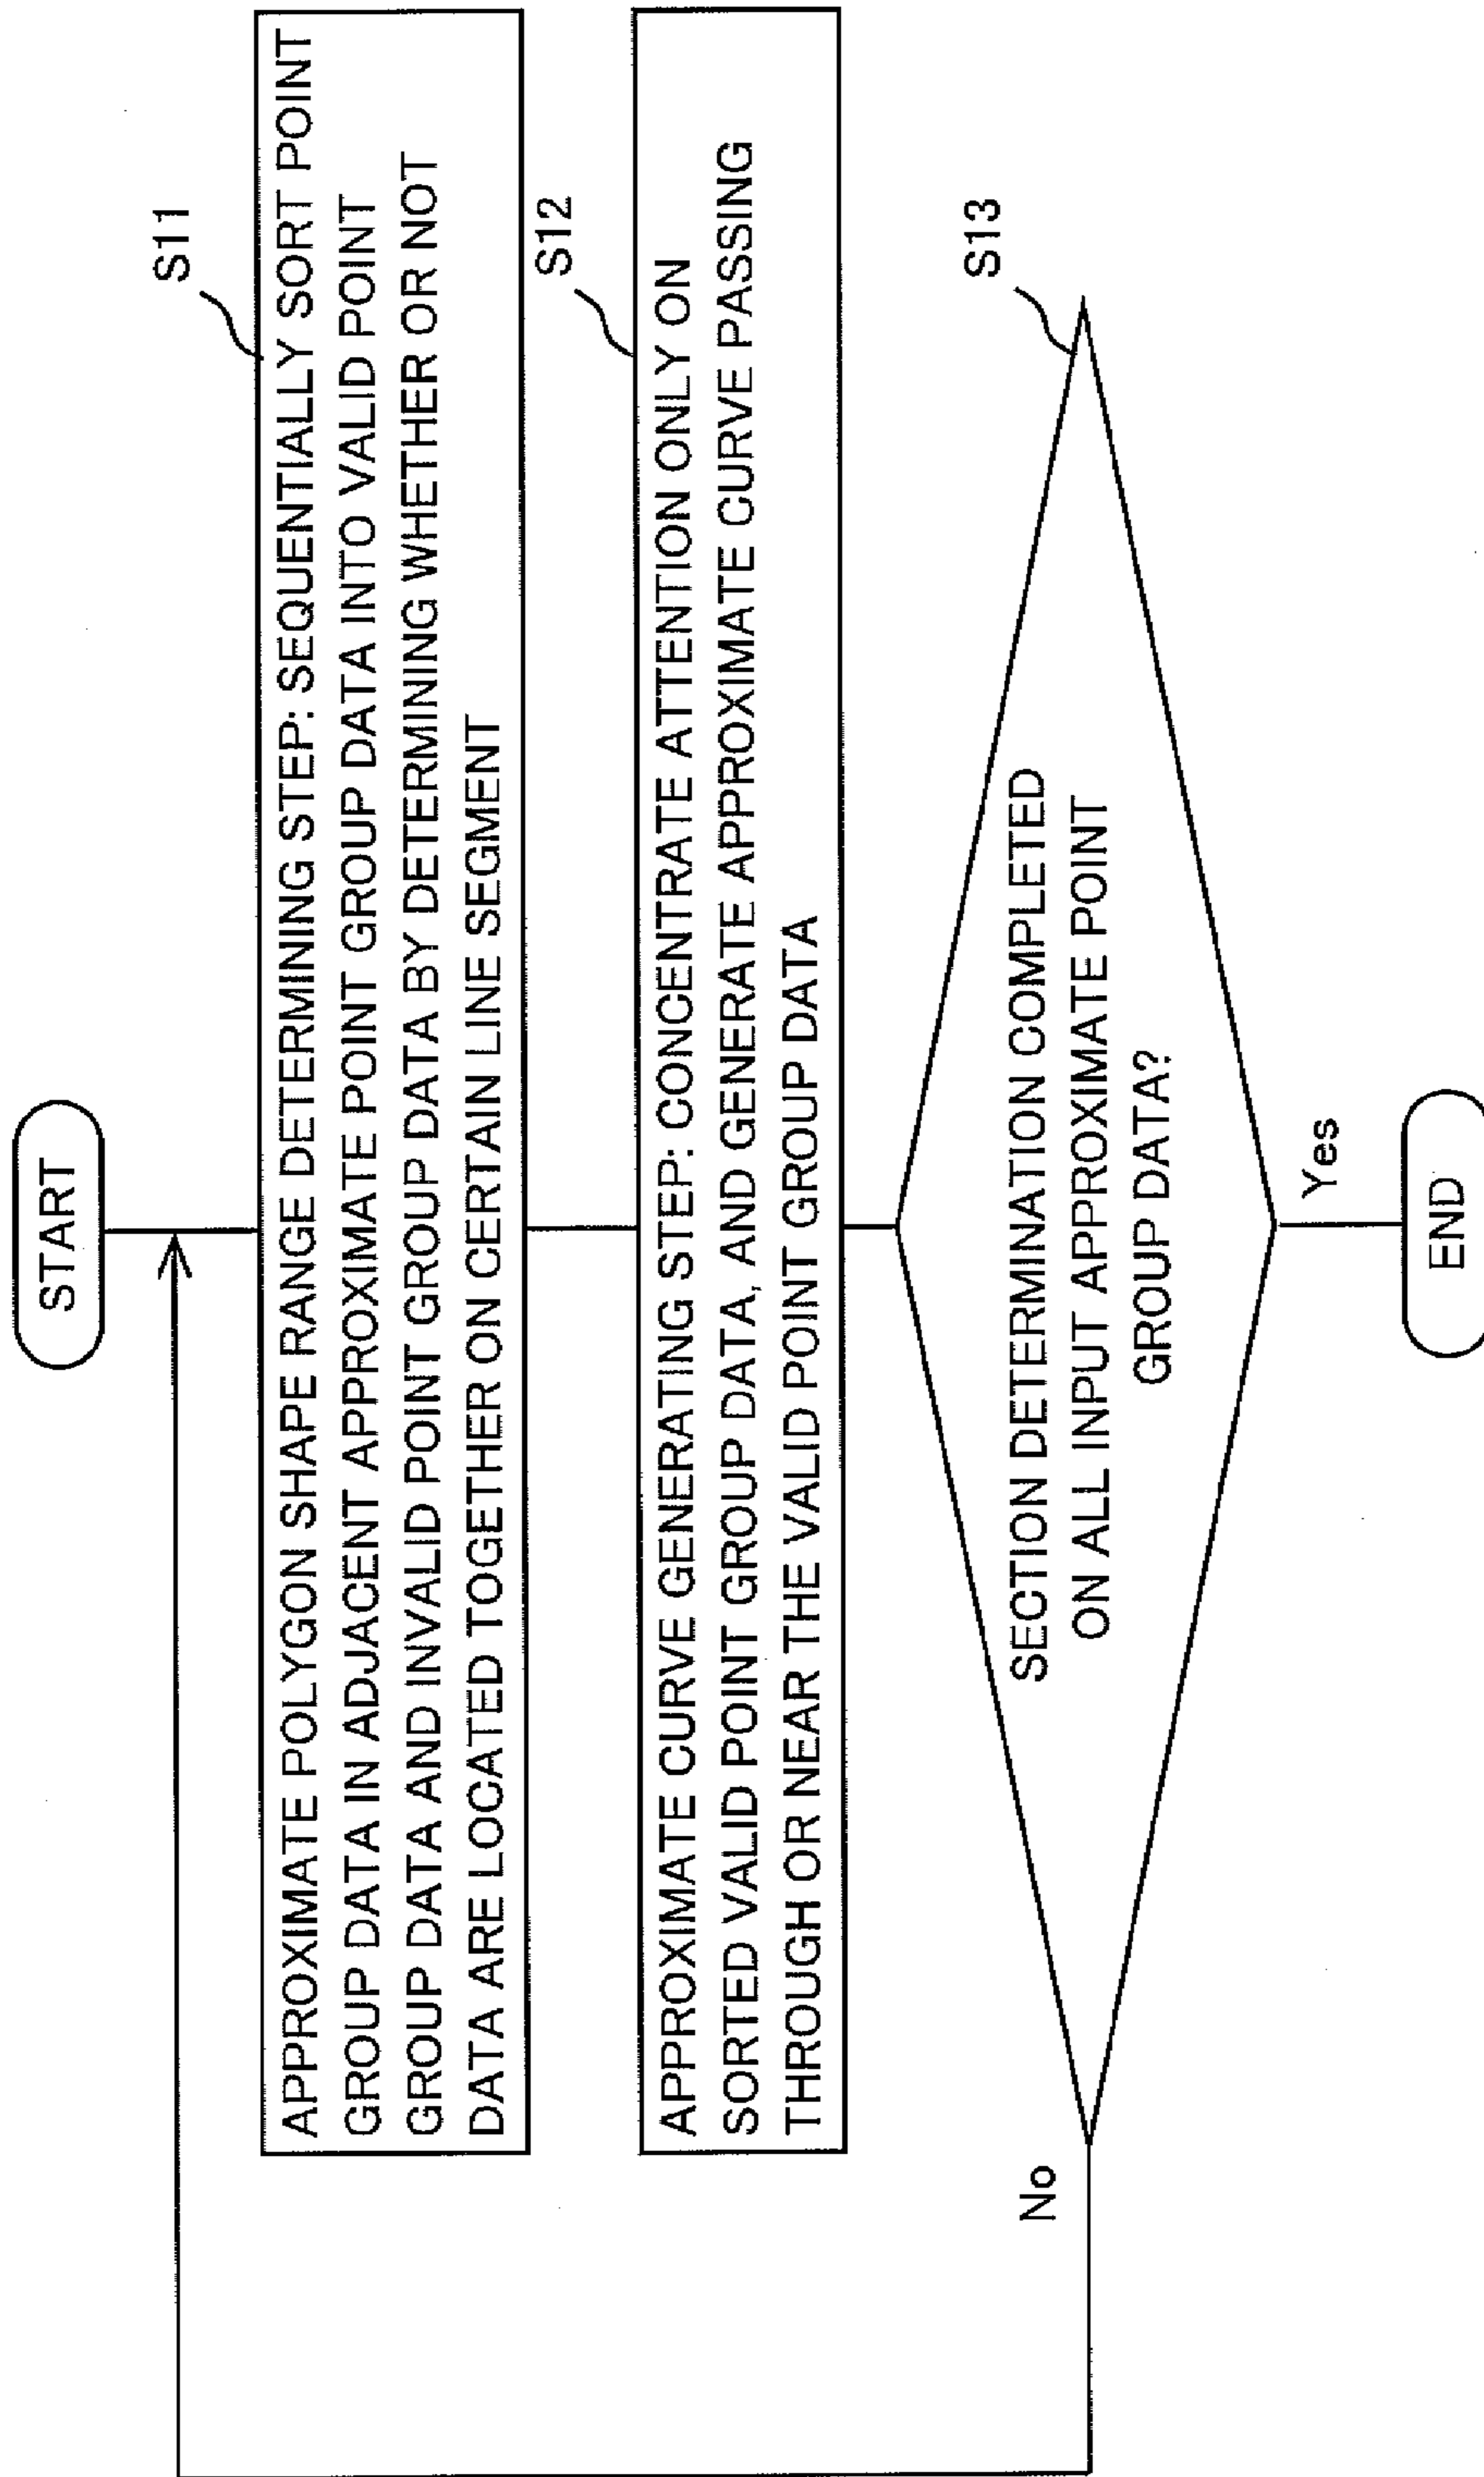 START
S11
APPROXIMATE POLYGON SHAPE RANGE DETERMINING STEP: SEQUENTIALLY SORT POINT
GROUP DATA IN ADJACENT APPROXIMATE POINT GROUP DATA INTO VALID POINT
GROUP DATA AND INVALID POINT GROUP DATA BY DETERMINING WHETHER OR NOT
DATA ARE LOCATED TOGETHER ON CERTAIN LINE SEGMENT
S12
APPROXIMATE CURVE GENERATING STEP: CONCENTRATE ATTENTION ONLY ON
SORTED VALID POINT GROUP DATA, AND GENERATE APPROXIMATE CURVE PASSING
THROUGH OR NEAR THE VALID POINT GROUP DATA
S13
SECTION DETERMINATION COMPLETED
ON ALL INPUT APPROXIMATE POINT
GROUP DATA?
No
Yes
END